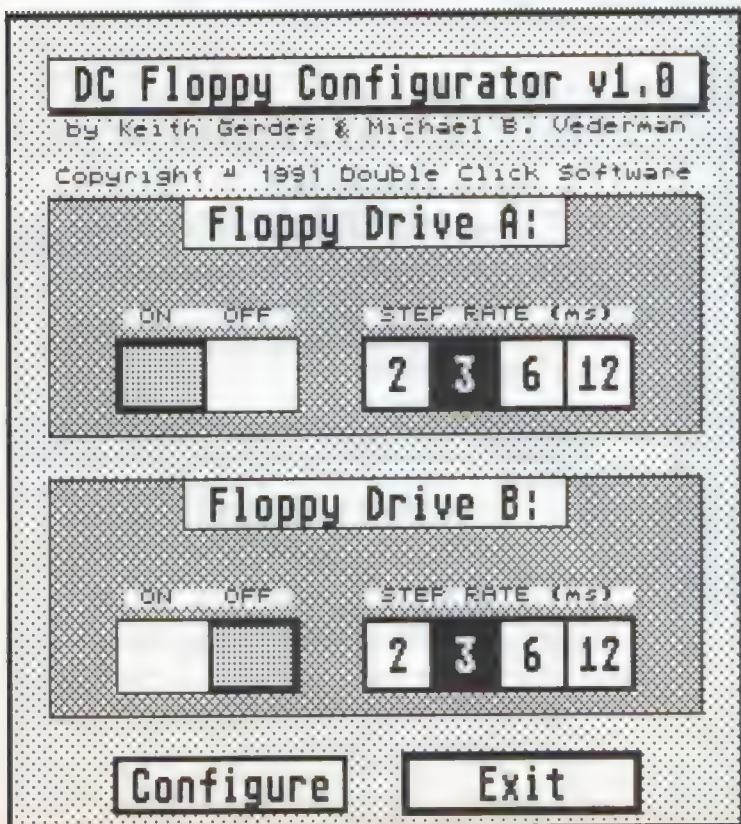 DC Floppy Configurator v1.0
by Keith Gerdes & Michael B. Vederman
Copyright 1991 Double Click Software
Floppy Drive A:
ON OFF STEP RATE (ms)
2 3 6 12
Floppy Drive B:
ON OFF STEP RATE (ms)
2 3 6 12
Configure Exit